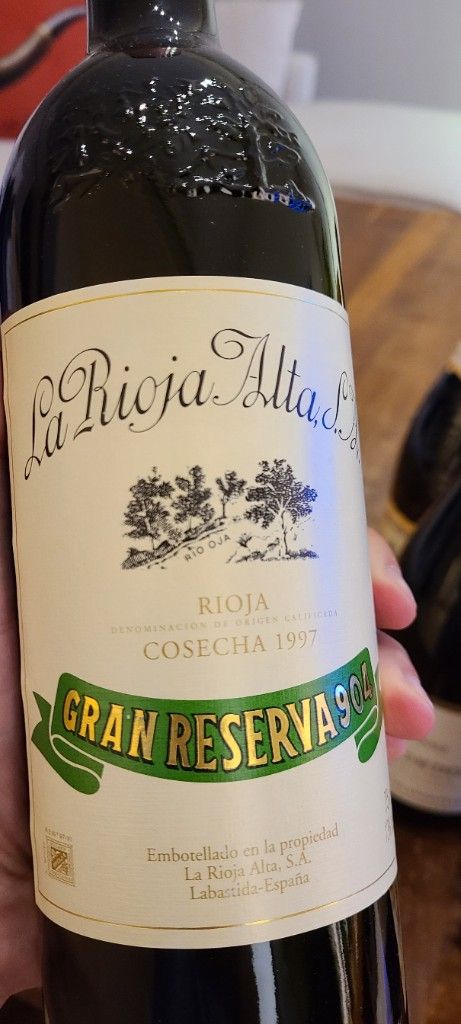 La Rioja Alta, S.A.
RIO OJA
RIOJA
DENOMINACIÓN DE ORIGEN CALIFICADA
COSECHA 1997
GRAN RESERVA 904
Embotellado en la propiedad
La Rioja Alta, S.A.
Labastida-España